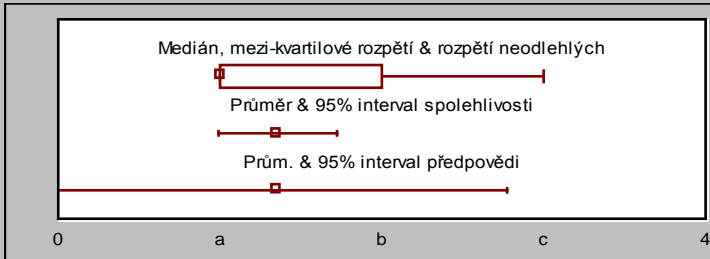 Medián, mezi-kvartilové rozpětí & rozpětí neodlehlých
Průměr & 95% interval spolehlivosti
Prům. & 95% interval předpovědi
0 a b c 4